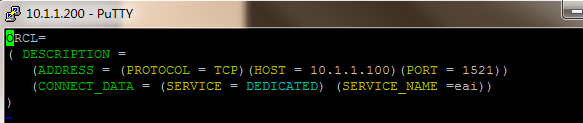 10.1.1.200 - PuTTY
ORCL=
( DESCRIPTION =
(ADDRESS = (PROTOCOL = TCP)(HOST = 10.1.1.100)(PORT = 1521))
(CONNECT_DATA = (SERVICE = DEDICATED) (SERVICE_NAME =eai))
)
~